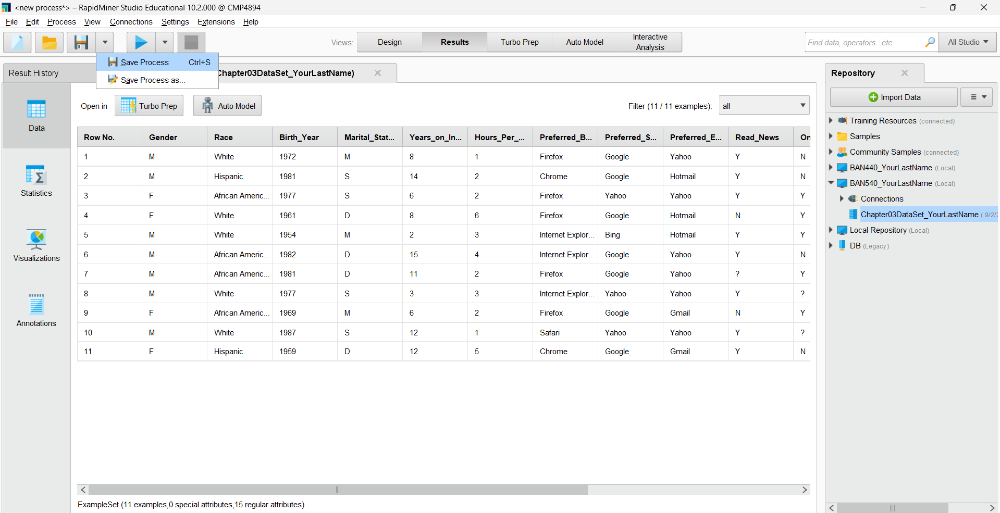 <new process*> – RapidMiner Studio Educational 10.2.000 @ CMP4894
File Edit Process View Connections Settings Extensions Help
Views: Design Results Turbo Prep Auto Model Interactive Analysis
Find data, operators...etc All Studio
Save Process Ctrl+S
Save Process as...
Result History
Chapter03DataSet_YourLastName)
Repository
Data
Statistics
Visualizations
Annotations
Open in Turbo Prep Auto Model Filter (11 / 11 examples): all
Row No. Gender Race Birth_Year Marital_Stat... Years_on_In... Hours_Per_... Preferred_B... Preferred_S... Preferred_E... Read_News On
1 M White 1972 M 8 1 Firefox Google Yahoo Y N
2 M Hispanic 1981 S 14 2 Chrome Google Hotmail Y N
3 F African Americ... 1977 S 6 2 Firefox Yahoo Yahoo Y Y
4 F White 1961 D 8 6 Firefox Google Hotmail N Y
5 M White 1954 M 2 3 Internet Explor... Bing Hotmail Y Y
6 M African Americ... 1982 D 15 4 Internet Explor... Google Yahoo Y N
7 M African Americ... 1981 D 11 2 Firefox Google Yahoo ? Y
8 M White 1977 S 3 3 Internet Explor... Yahoo Yahoo Y ?
9 F African Americ... 1969 M 6 2 Firefox Google Gmail N Y
10 M White 1987 S 12 1 Safari Yahoo Yahoo Y ?
11 F Hispanic 1959 D 12 5 Chrome Google Gmail Y N
ExampleSet (11 examples,0 special attributes,15 regular attributes)
Import Data
Training Resources (connected)
Samples
Community Samples (connected)
BAN440_YourLastName (Local)
BAN540_YourLastName (Local)
Connections
Chapter03DataSet_YourLastName ( 9/2/2
Local Repository (Local)
DB (Legacy)